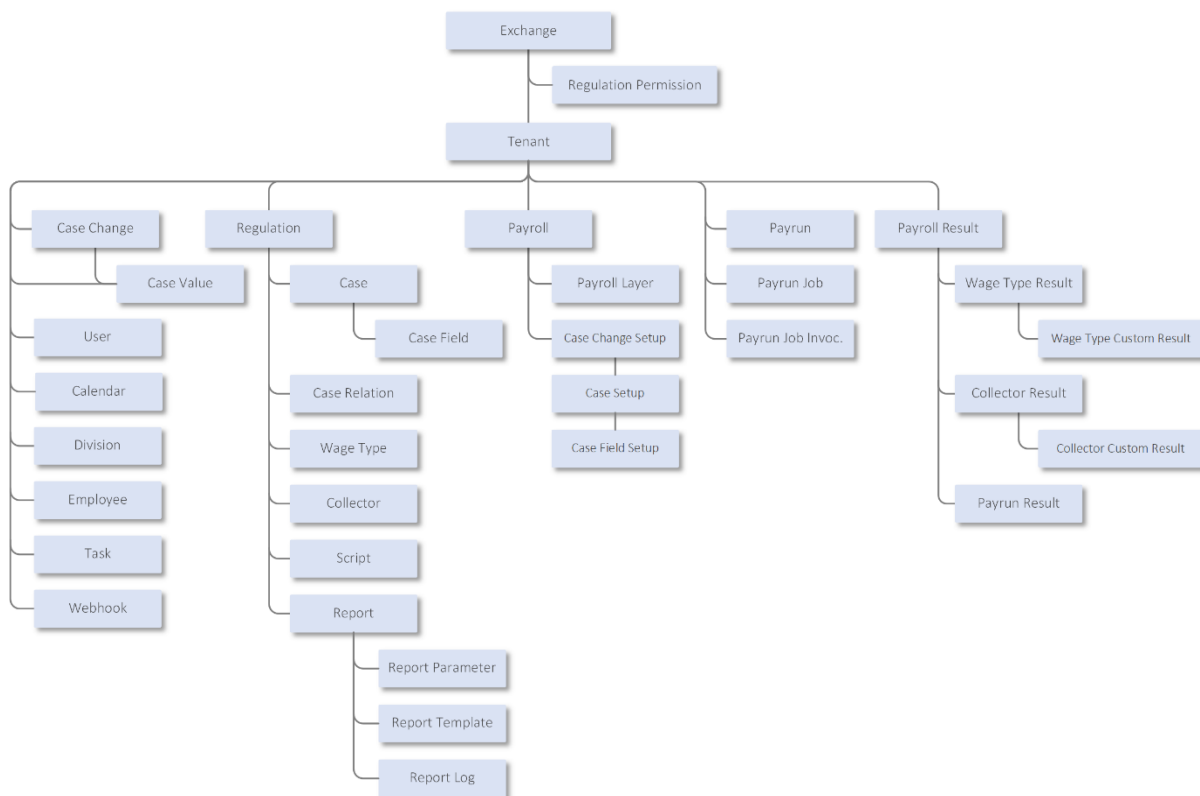 Exchange
Regulation Permission
Tenant
Case Change
Regulation
Payroll
Payrun
Payroll Result
Case Value
Case
Payroll Layer
Payrun Job
Wage Type Result
User
Case Field
Case Change Setup
Payrun Job Invoc.
Wage Type Custom Result
Calendar
Case Relation
Case Setup
Collector Result
Division
Wage Type
Case Field Setup
Collector Custom Result
Employee
Collector
Payrun Result
Task
Script
Webhook
Report
Report Parameter
Report Template
Report Log